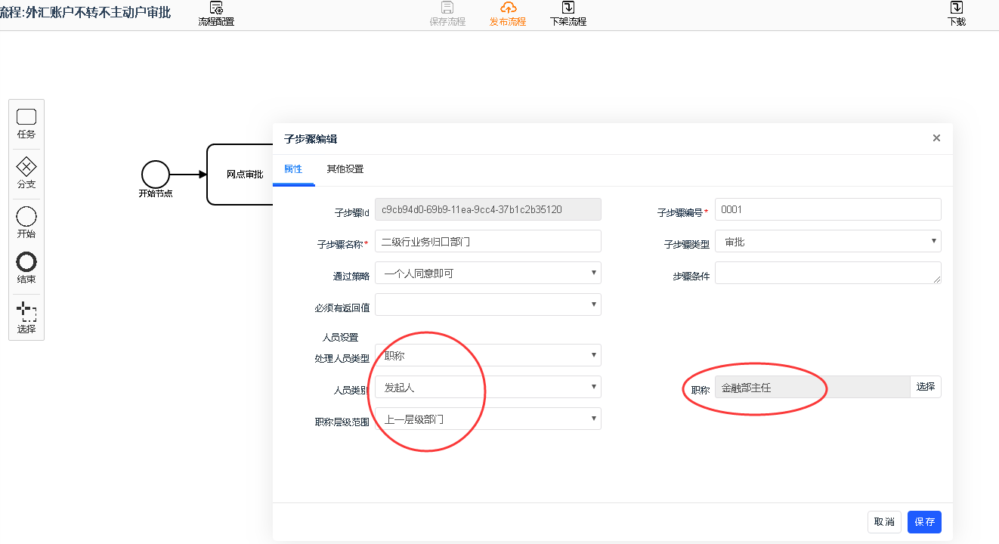 流程:外汇账户不转不主动户审批
流程配置
保存流程
发布流程
下架流程
下载
任务
分支
开始
结束
选择
开始节点
网点审批
子步骤编辑
×
属性
其他设置
子步骤Id
c9cb94d0-69b9-11ea-9cc4-37b1c2b35120
子步骤编号*
0001
子步骤名称*
二级行业务归口部门
子步骤类型
审批
通过策略
一个人同意即可
步骤条件
必须有返回值
人员设置
处理人员类型
职称
人员类别
发起人
职称
金融部主任
选择
职称层级范围
上一层级部门
取消
保存